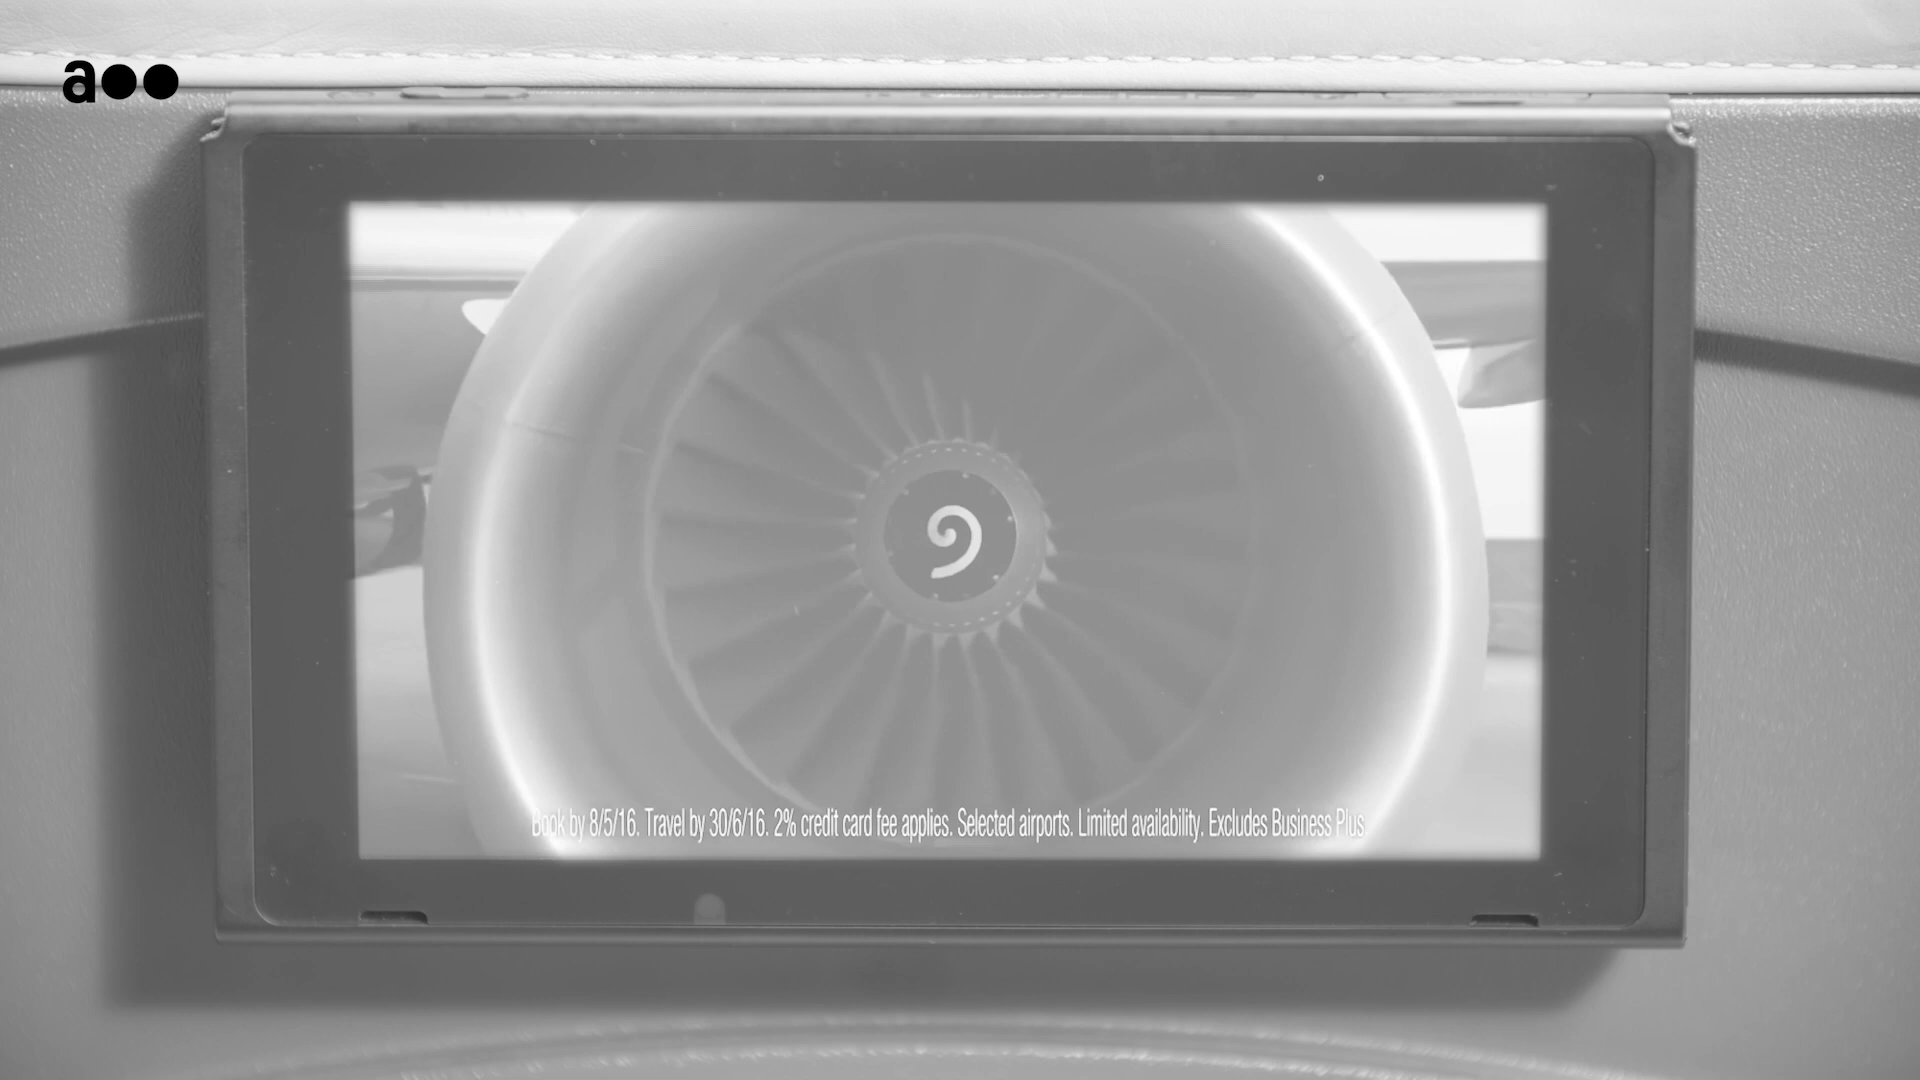 a●●
Book by 8/5/16. Travel by 30/6/16. 2% credit card fee applies. Selected airports. Limited availability. Excludes Business Plus.